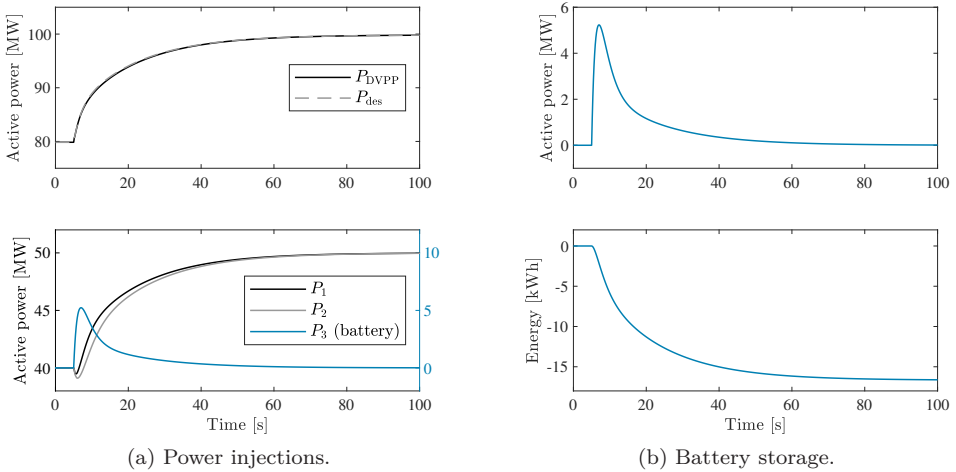 Active power [MW]
100
90
80
P_DVPP
P_des
0 20 40 60 80 100
Active power [MW]
50
45
40
10
5
0
P_1
P_2
P_3 (battery)
0 20 40 60 80 100
Time [s]
(a) Power injections.
Active power [MW]
6
4
2
0
0 20 40 60 80 100
Energy [kWh]
0
-5
-10
-15
0 20 40 60 80 100
Time [s]
(b) Battery storage.